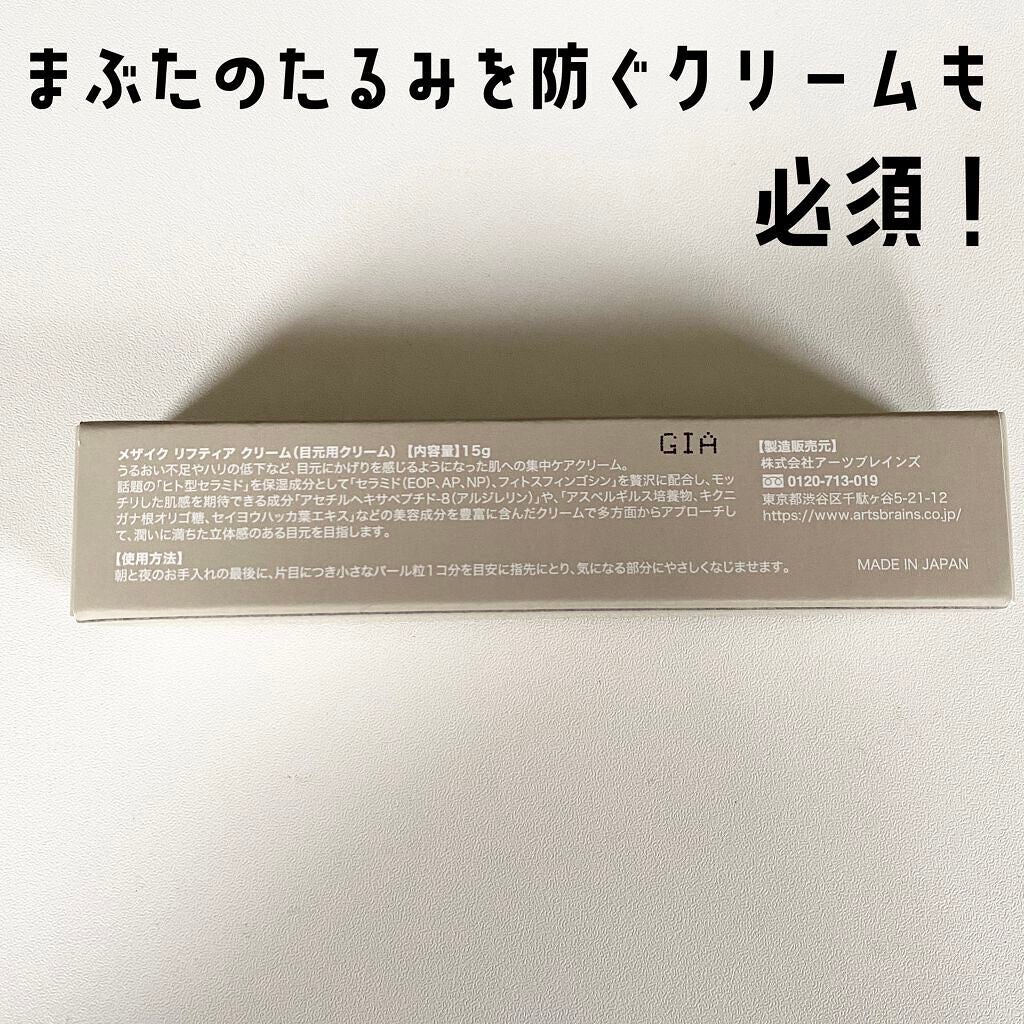 まぶたのたるみを防ぐクリームも
必須!
メザイク リフティア クリーム(目元用クリーム) 【内容量】15g
うるおい不足やハリの低下など、目元にかげりを感じるようになった肌への集中ケアクリーム。
話題の「ヒト型セラミド」を保湿成分として「セラミド(EOP、AP、NP)、フィトスフィンゴシン」を贅沢に配合し、モッ
チリした肌感を期待できる成分「アセチルヘキサペプチド-8(アルジレリン)」や、「アスペルギルス培養物、キクニ
ガナ根オリゴ糖、セイヨウハッカ葉エキス」などの美容成分を豊富に含んだクリームで多方面からアプローチし
て、潤いに満ちた立体感のある目元を目指します。
【使用方法】
朝と夜のお手入れの最後に、片目につき小さなパール粒1コ分を目安に指先にとり、気になる部分にやさしくなじませます。
GIA
【製造販売元】
株式会社アーツブレインズ
0120-713-019
東京都渋谷区千駄ヶ谷5-21-12
https://www.artsbrains.co.jp/
MADE IN JAPAN